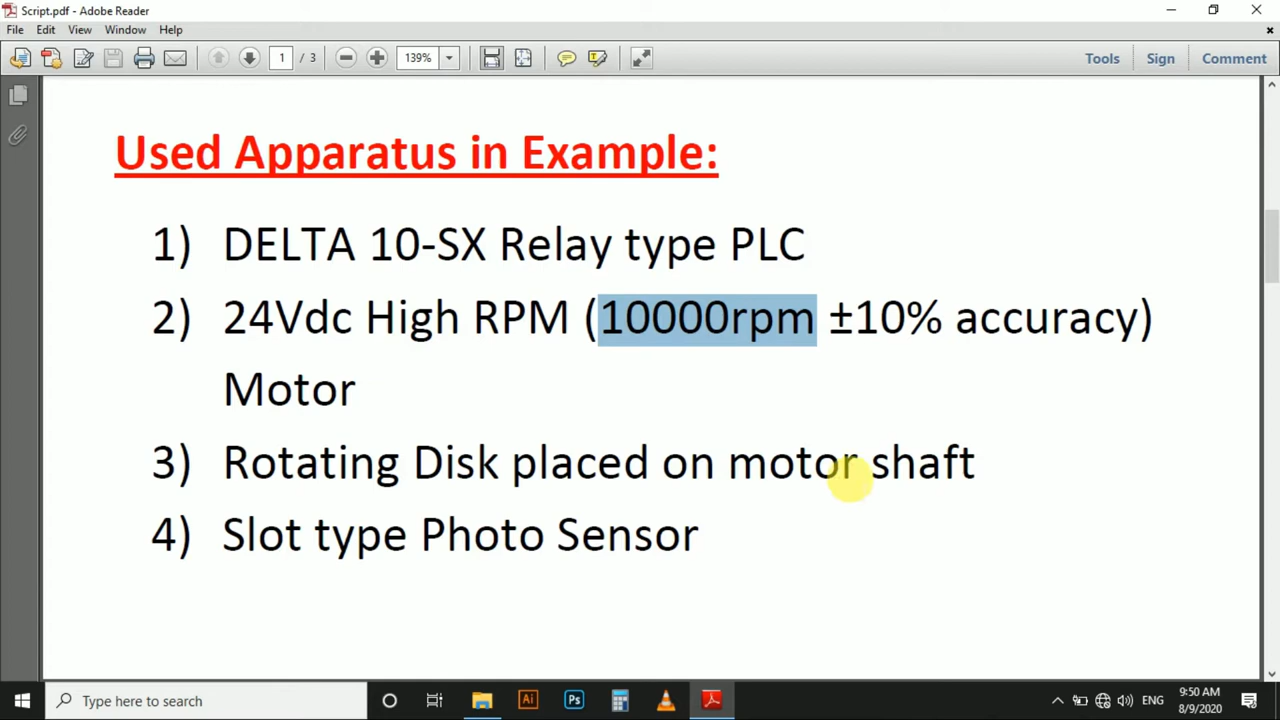 Script.pdf - Adobe Reader
File Edit View Window Help
1 / 3 139% Tools Sign Comment
Used Apparatus in Example:
1) DELTA 10-SX Relay type PLC
2) 24Vdc High RPM (10000rpm ±10% accuracy)
Motor
3) Rotating Disk placed on motor shaft
4) Slot type Photo Sensor
Type here to search Ai Ps ENG 9:50 AM
8/9/2020